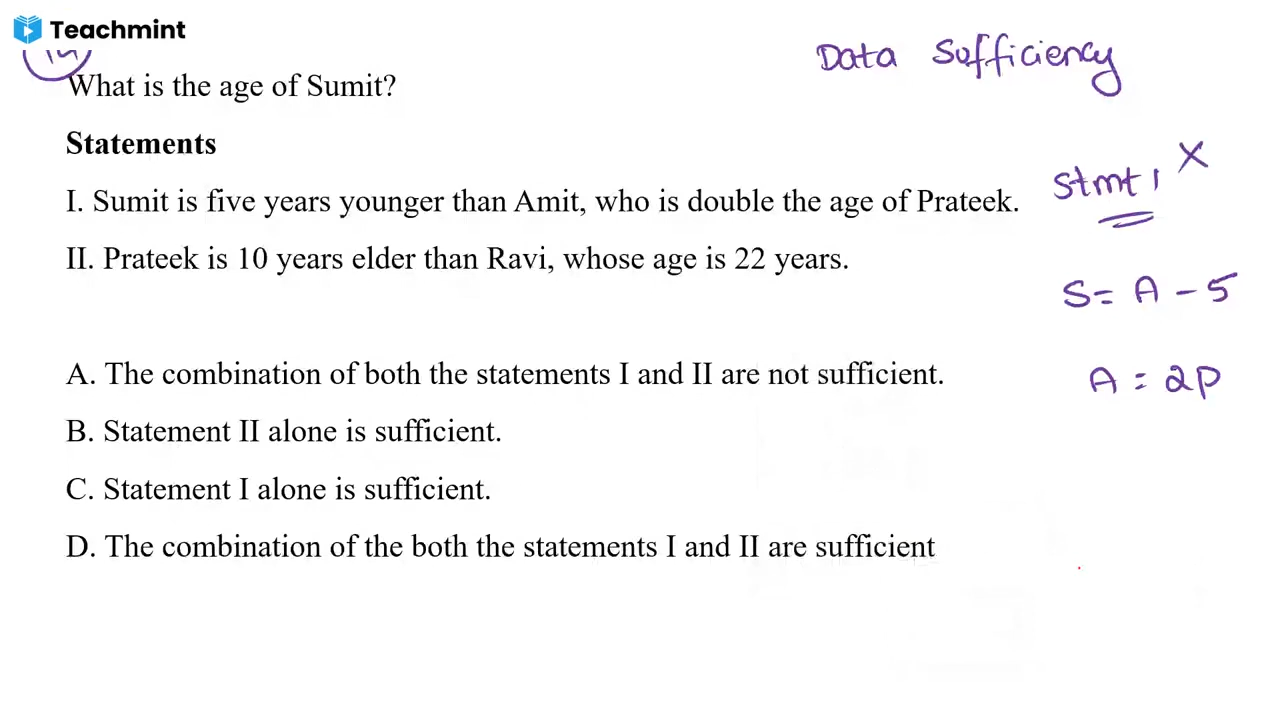 Teachmint
Data Sufficiency
What is the age of Sumit?
Statements
I. Sumit is five years younger than Amit, who is double the age of Prateek.
Stmt 1 X
II. Prateek is 10 years elder than Ravi, whose age is 22 years.
S = A - 5
A. The combination of both the statements I and II are not sufficient.
A = 2P
B. Statement II alone is sufficient.
C. Statement I alone is sufficient.
D. The combination of the both the statements I and II are sufficient